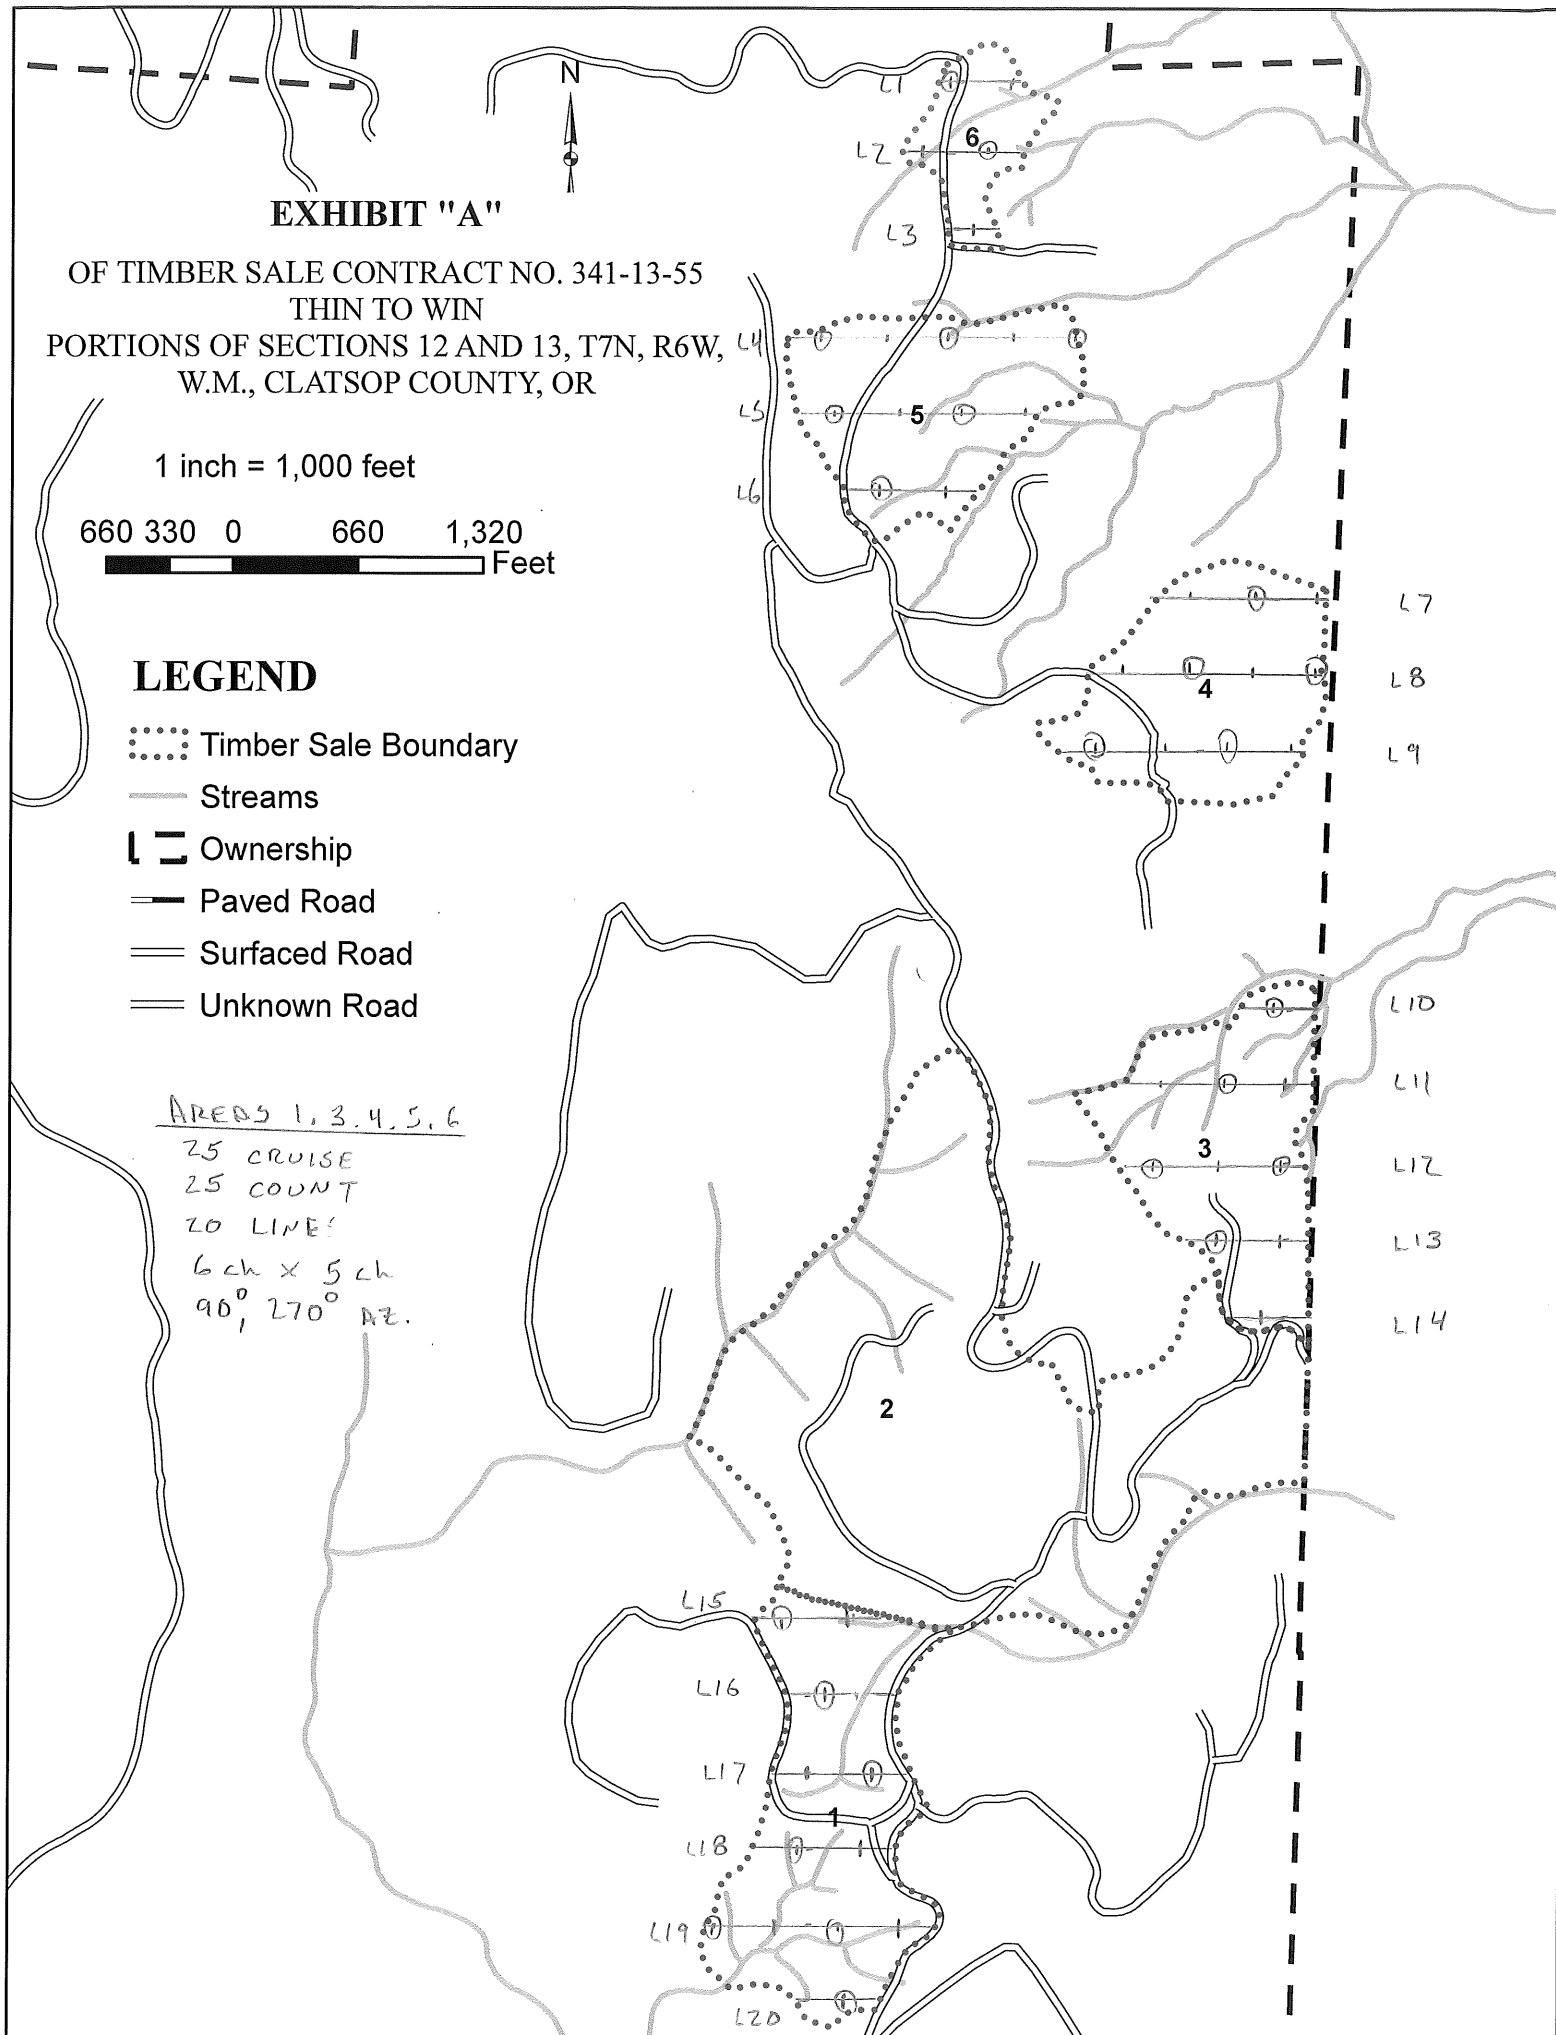 N
EXHIBIT "A"
OF TIMBER SALE CONTRACT NO. 341-13-55
THIN TO WIN
PORTIONS OF SECTIONS 12 AND 13, T7N, R6W,
W.M., CLATSOP COUNTY, OR
1 inch = 1,000 feet
660 330 0 660 1,320
Feet
LEGEND
Timber Sale Boundary
Streams
Ownership
Paved Road
Surfaced Road
Unknown Road
AREAS 1, 3, 4, 5, 6
25 CRUISE
25 COUNT
20 LINES
6 ch x 5 ch
90°, 270° AZ.
L1
L2
6
L3
L4
L5
5
L6
L7
L8
4
L9
L10
L11
3
L12
L13
L14
2
L15
L16
L17
1
L18
L19
L20